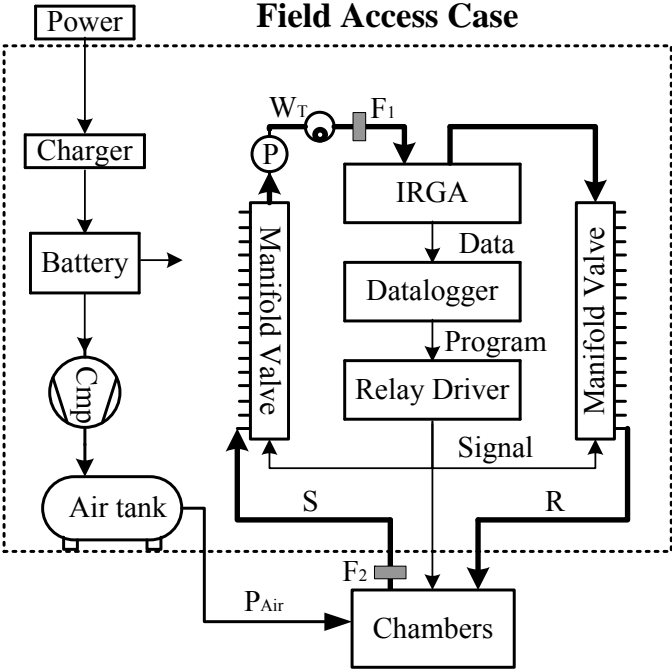 Field Access Case
Power
Charger
Battery
Cmp
Air tank
PAir
WT
F1
P
Manifold Valve
IRGA
Data
Datalogger
Program
Relay Driver
Signal
Manifold Valve
S
R
F2
Chambers